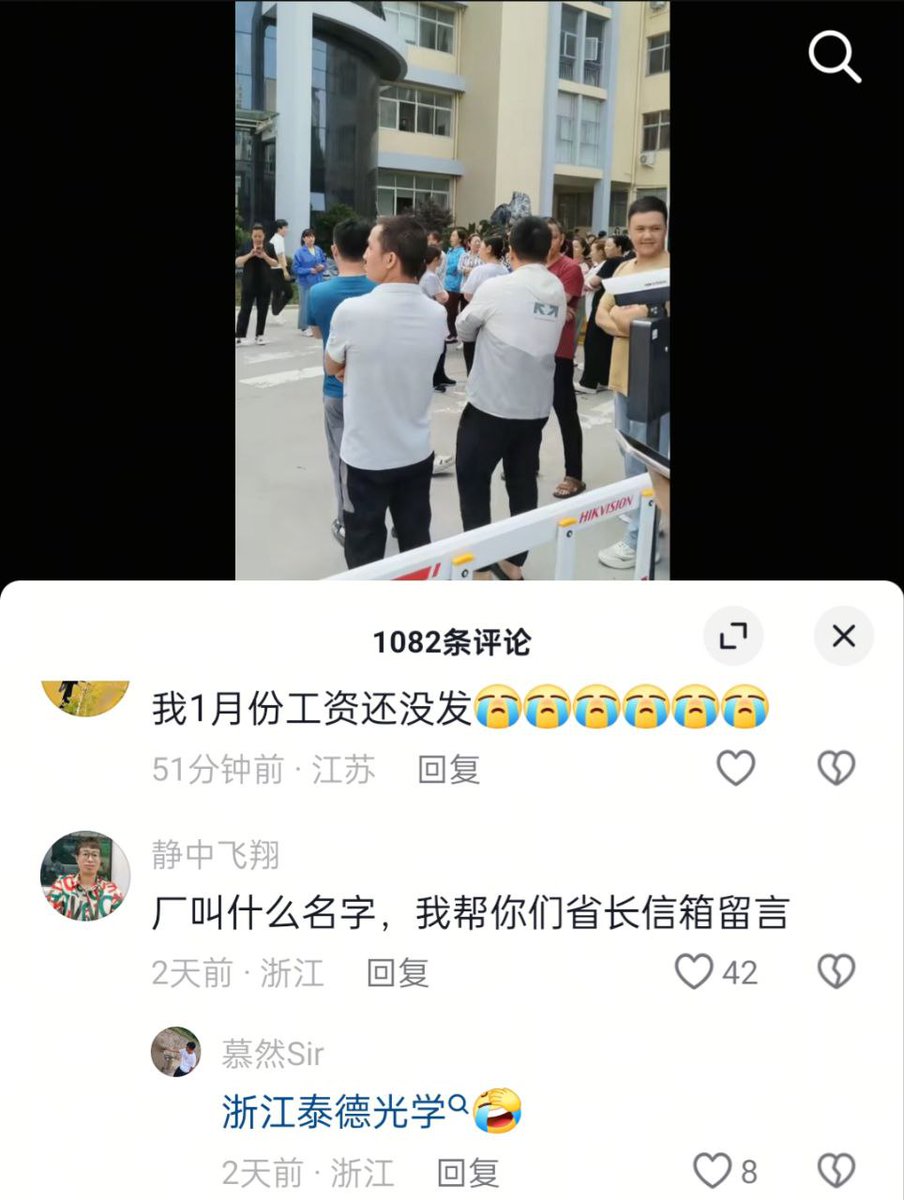 HIKVISION
1082条评论
我1月份工资还没发😭😭😭😭😭😭
51分钟前 · 江苏 回复
静中飞翔
厂叫什么名字，我帮你们省长信箱留言
2天前 · 浙江 回复 42
慕然Sir
浙江泰德光学🤣
2天前 · 浙江 回复 8